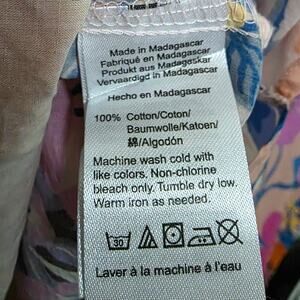 Made in Madagascar
Fabriqué en Madagascar
Produkt aus Madagaskar
Vervaardigd in Madagascar
Hecho en Madagascar
100% Cotton/Coton/
Baumwolle/Katoen/
綿/Algodón
Machine wash cold with
like colors. Non-chlorine
bleach only. Tumble dry low.
Warm iron as needed.
30
Laver à la machine à l'eau